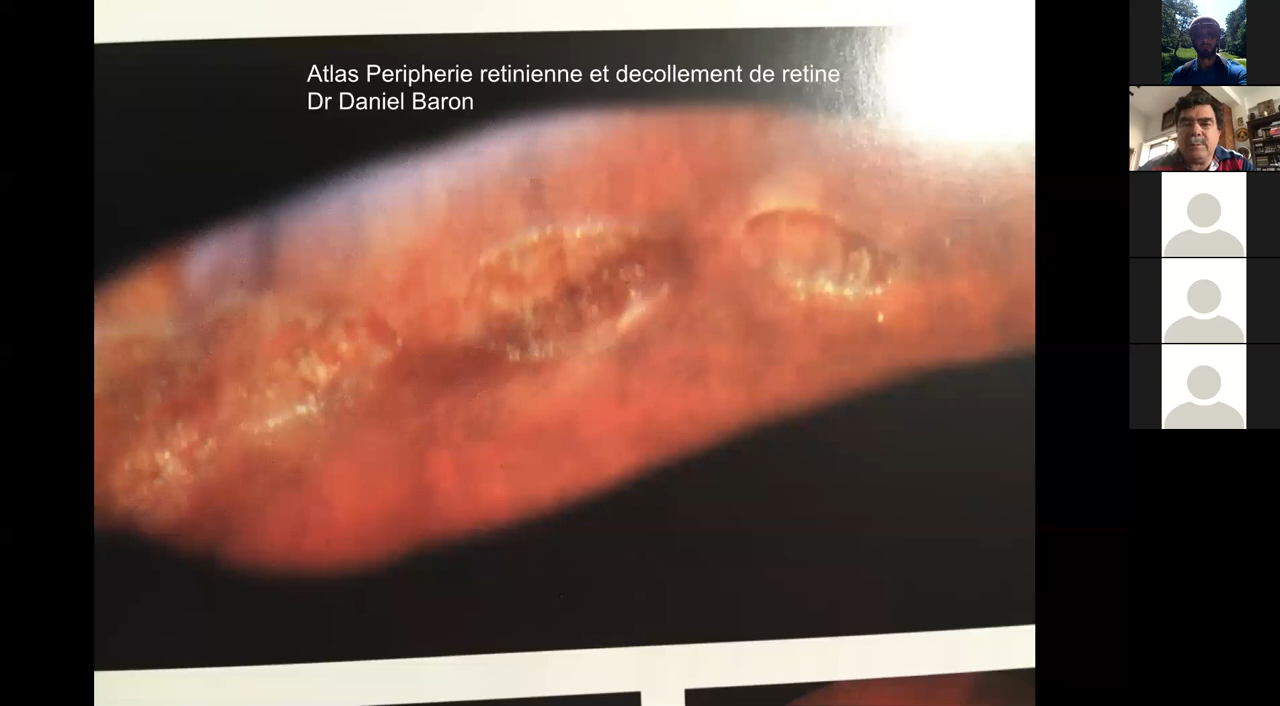 Atlas Peripherie retinienne et decollement de retine
Dr Daniel Baron